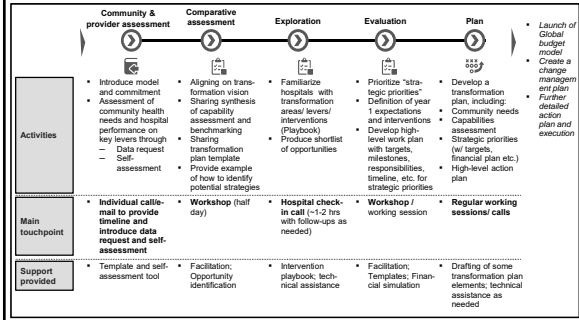 Community &
provider assessment
Comparative
assessment
Exploration
Evaluation
Plan
Launch of
Global
budget
model
Create a
change
managem
ent plan
Further
detailed
action
plan and
execution
Activities
Introduce model
and commitment
Assessment of
community health
needs and hospital
performance on
key levers through
– Data request
– Self-
assessment
Aligning on trans-
formation vision
Sharing synthesis
of capability
assessment and
benchmarking
Sharing
transformation
plan template
Provide example
of how to identify
potential strategies
Familiarize
hospitals with
transformation
areas/ levers/
interventions
(Playbook)
Produce shortlist
of opportunities
Prioritize "stra-
tegic priorities"
Definition of year
1 expectations
and interventions
Develop high-
level work plan
with targets,
milestones,
responsibilities,
timeline, etc. for
strategic priorities
Develop a
transformation
plan, including:
Community needs
Capabilities
assessment
Strategic priorities
(w/ targets,
financial plan etc.)
High-level action
plan
Main
touchpoint
Individual call/e-
mail to provide
timeline and
introduce data
request and self-
assessment
Workshop (half
day)
Hospital check-
in call (~1-2 hrs
with follow-ups as
needed)
Workshop /
working session
Regular working
sessions/ calls
Support
provided
Template and self-
assessment tool
Facilitation;
Opportunity
identification
Intervention
playbook; tech-
nical assistance
Facilitation;
Templates; Finan-
cial simulation
Drafting of some
transformation plan
elements; technical
assistance as
needed